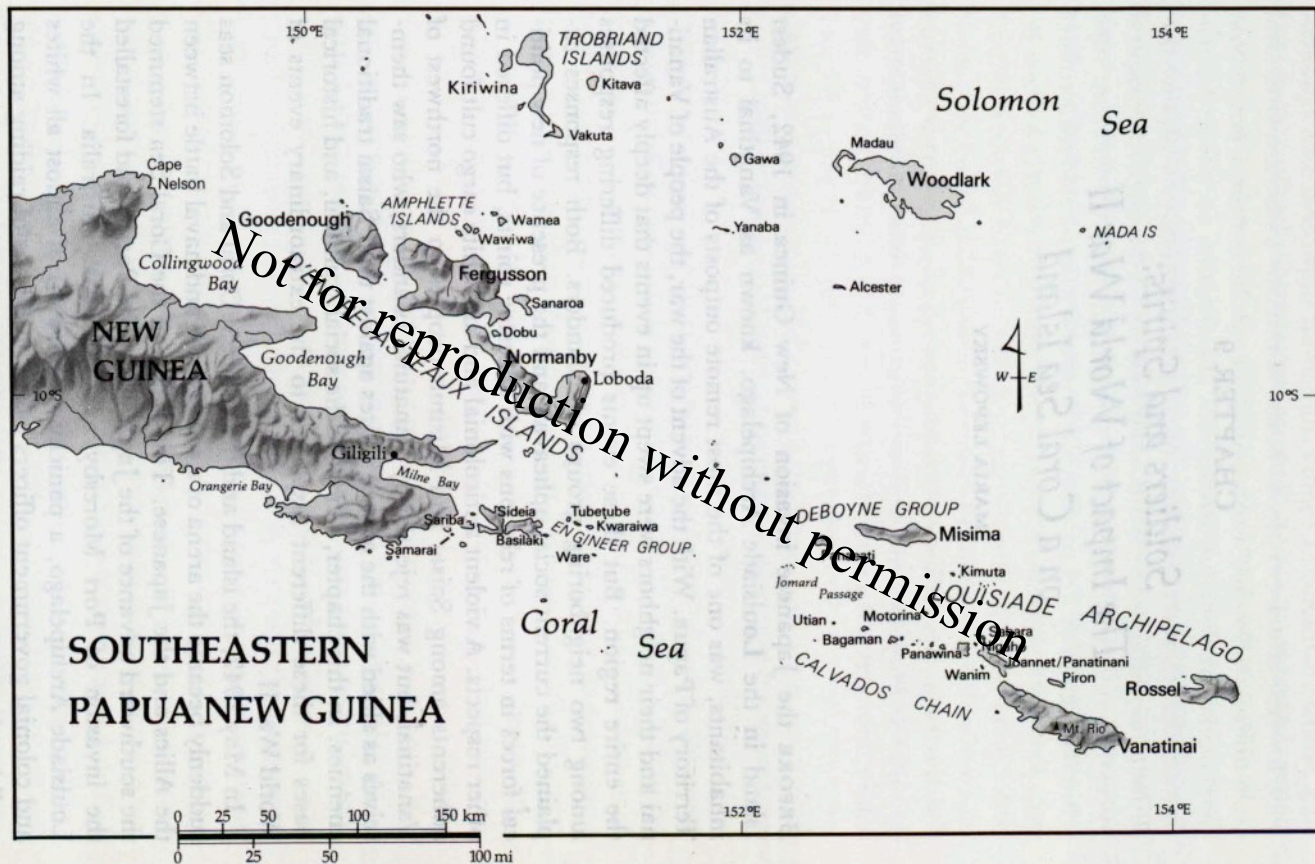 150 °E
152 °E
154 °E
TROBRIAND
ISLANDS
Kiriwina
Kitava
Vakuta
Solomon
Sea
Cape
Nelson
Gawa
Madau
Woodlark
Goodenough
AMPHLETTE
ISLANDS
Wamea
Wawiwa
Yanaba
NADA IS
Collingwood
Bay
D'ENTRECASTEAUX ISLANDS
Fergusson
Sanaroa
Alcester
NEW
GUINEA
Dobu
Normanby
Loboda
Goodenough
Bay
W E
10°S
10°S
Giligili
Milne Bay
Orangerie Bay
Sariba
Sideia
Samarai
Basilaki
Tubetube
Kwaraiwa
Ware
ENGINEER GROUP
DEBOYNE GROUP
Misima
Kimuta
Jomard
Passage
LOUISIADE ARCHIPELAGO
Utian
Motorina
Bagaman
Panawina
Sabara
Nigaho
Joannet/Panatinani
Wanim
Piron
Rossel
CALVADOS CHAIN
Mt. Rio
Vanatinai
Coral
Sea
SOUTHEASTERN
PAPUA NEW GUINEA
Not for reproduction without permission
0 25 50 100 150 km
0 25 50 100 mi
152 °E
154 °E